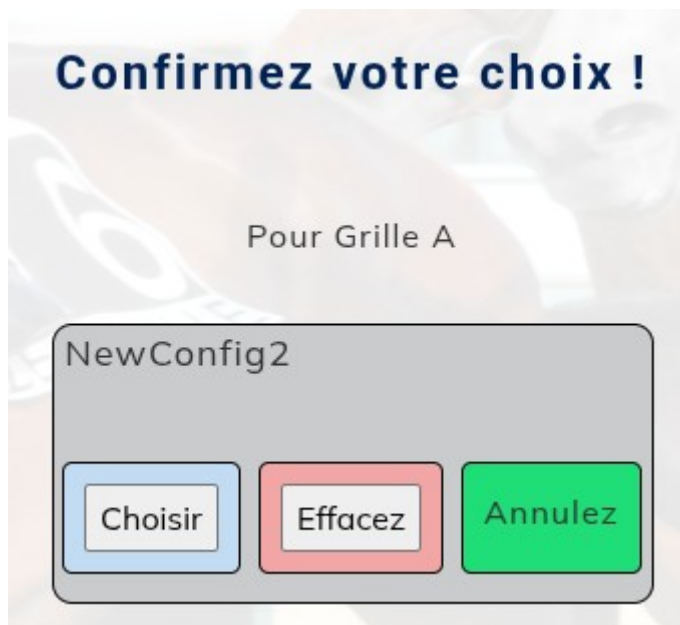 Confirmez votre choix !
Pour Grille A
NewConfig2
Choisir Effacez Annulez